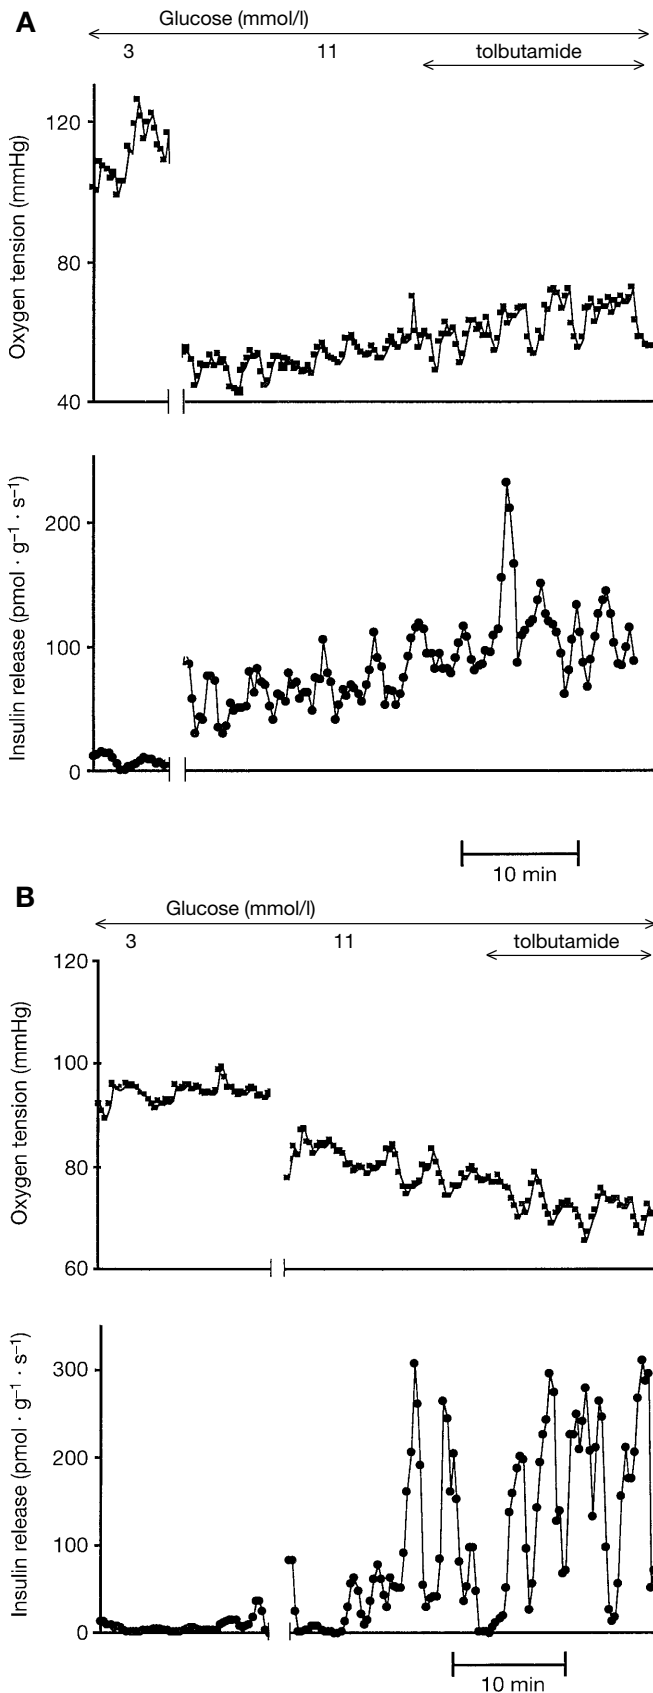 A
Glucose (mmol/l)
3 11 tolbutamide
Oxygen tension (mmHg)
120
80
40
Insulin release (pmol · g⁻¹ · s⁻¹)
200
100
0
10 min
B
Glucose (mmol/l)
3 11 tolbutamide
Oxygen tension (mmHg)
120
100
80
60
Insulin release (pmol · g⁻¹ · s⁻¹)
300
200
100
0
10 min